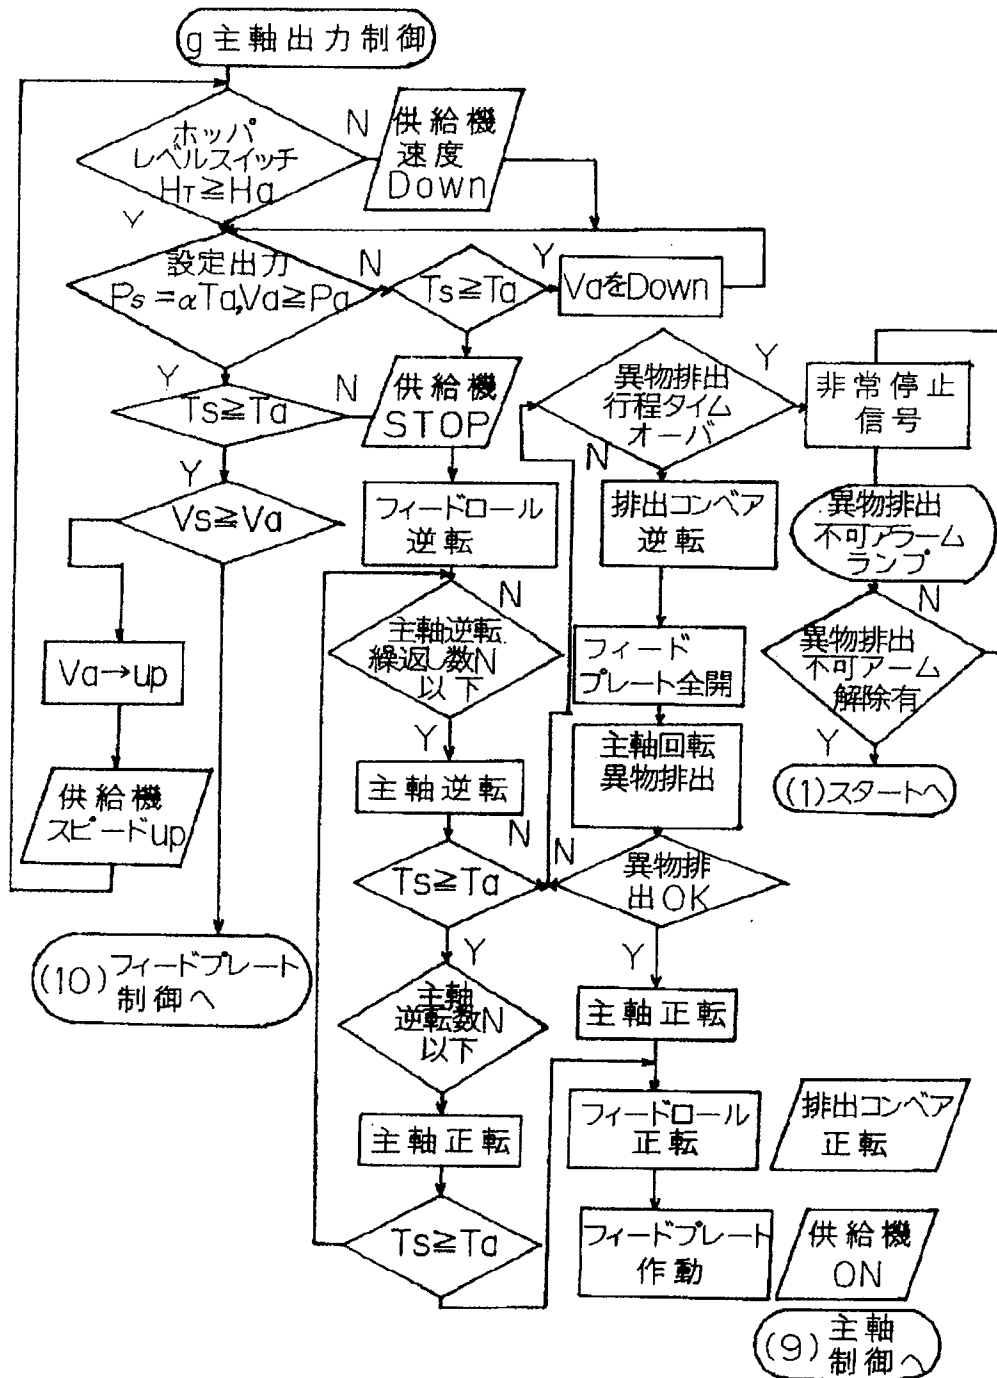 g主軸出力制御
ホッパ
レベルスイッチ
HT≧Ha
N
供給機
速度
Down
Y
設定出力
Ps=αTa,Va≧Pa
N
Ts≧Ta
Y
VaをDown
Y
Ts≧Ta
N
供給機
STOP
異物排出
行程タイム
オーバ
Y
非常停止
信号
N
Y
Vs≧Va
フィードロール
逆転
排出コンベア
逆転
異物排出
不可アラーム
ランプ
N
主軸逆転
繰返し数N
以下
N
Va→up
フィード
プレート全開
異物排出
不可アーム
解除有
Y
Y
主軸回転
異物排出
(1)スタートへ
供給機
スピードup
主軸逆転
N
Ts≧Ta
N
異物排
出OK
Y
Y
(10)フィードプレート
制御へ
主軸
逆転数N
以下
主軸正転
主軸正転
フィードロール
正転
排出コンベア
正転
Ts≧Ta
フィードプレート
作動
供給機
ON
(9)主軸
制御へ